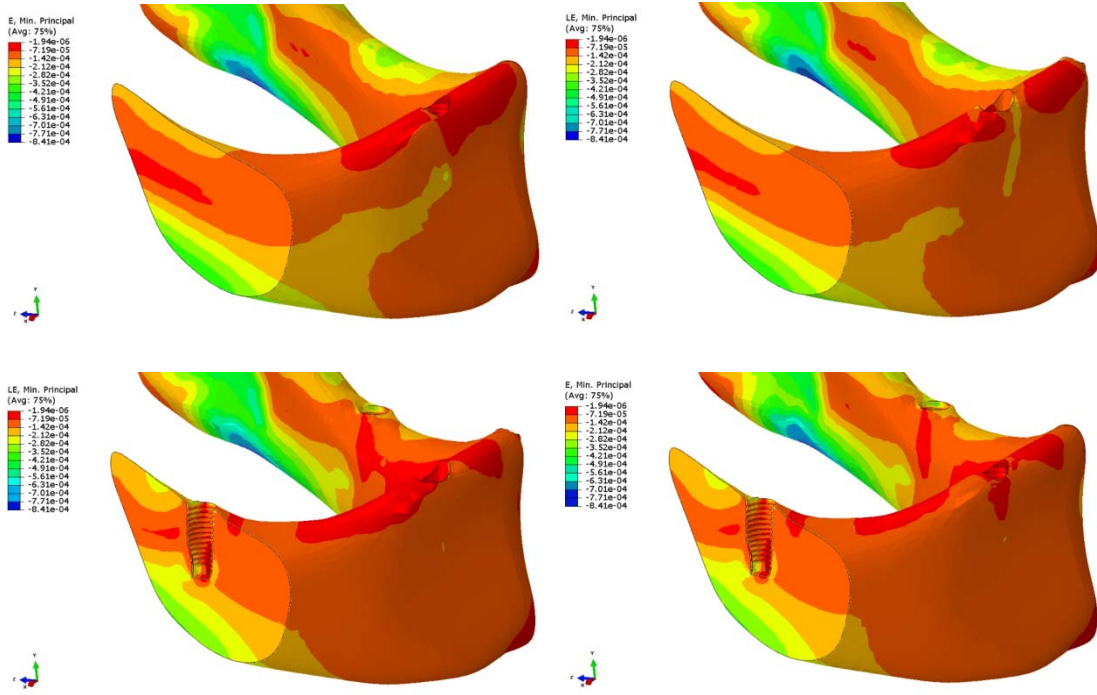 E, Min. Principal
(Avg: 75%)
-1.94e-06
-7.19e-05
-1.42e-04
-2.12e-04
-2.82e-04
-3.52e-04
-4.21e-04
-4.91e-04
-5.61e-04
-6.31e-04
-7.01e-04
-7.71e-04
-8.41e-04
Y
Z
X
LE, Min. Principal
(Avg: 75%)
-1.94e-06
-7.19e-05
-1.42e-04
-2.12e-04
-2.82e-04
-3.52e-04
-4.21e-04
-4.91e-04
-5.61e-04
-6.31e-04
-7.01e-04
-7.71e-04
-8.41e-04
Y
Z
X
LE, Min. Principal
(Avg: 75%)
-1.94e-06
-7.19e-05
-1.42e-04
-2.12e-04
-2.82e-04
-3.52e-04
-4.21e-04
-4.91e-04
-5.61e-04
-6.31e-04
-7.01e-04
-7.71e-04
-8.41e-04
Y
Z
X
E, Min. Principal
(Avg: 75%)
-1.94e-06
-7.19e-05
-1.42e-04
-2.12e-04
-2.82e-04
-3.52e-04
-4.21e-04
-4.91e-04
-5.61e-04
-6.31e-04
-7.01e-04
-7.71e-04
-8.41e-04
Y
Z
X